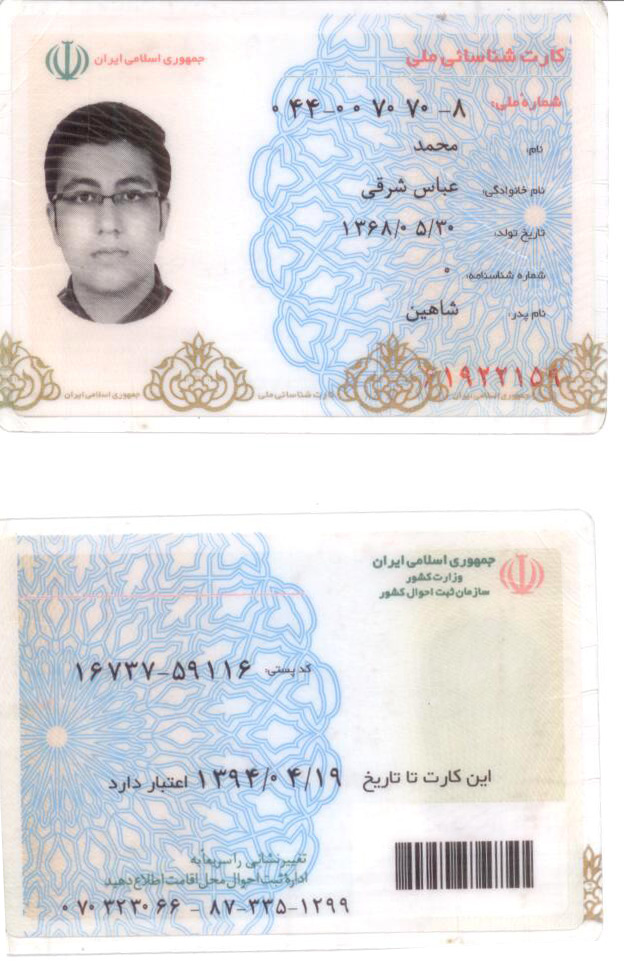 کارت شناسائی ملی
جمهوری اسلامی ایران
شماره ملی: ۰۴۴-۰۰۷۰۷۰-۸
نام: محمد
نام خانوادگی: عباس شرقی
تاریخ تولد: ۱۳۶۸/۰۵/۳۰
شماره شناسنامه: ۰
نام پدر: شاهین
۱۹۲۲۱۵۹
جمهوری اسلامی ایران کارت شناسائی ملی جمهوری اسلامی ایران
جمهوری اسلامی ایران
وزارت کشور
سازمان ثبت احوال کشور
کد پستی: ۱۶۷۳۷-۵۹۱۱۶
این کارت تا تاریخ ۱۳۹۴/۰۴/۱۹ اعتبار دارد
تغییر نشانی را سریعاً به
اداره ثبت احوال محل اقامت اطلاع دهید
۰۷۰۳۲۳۰۶۶ - ۸۷-۳۳۵-۱۲۹۹